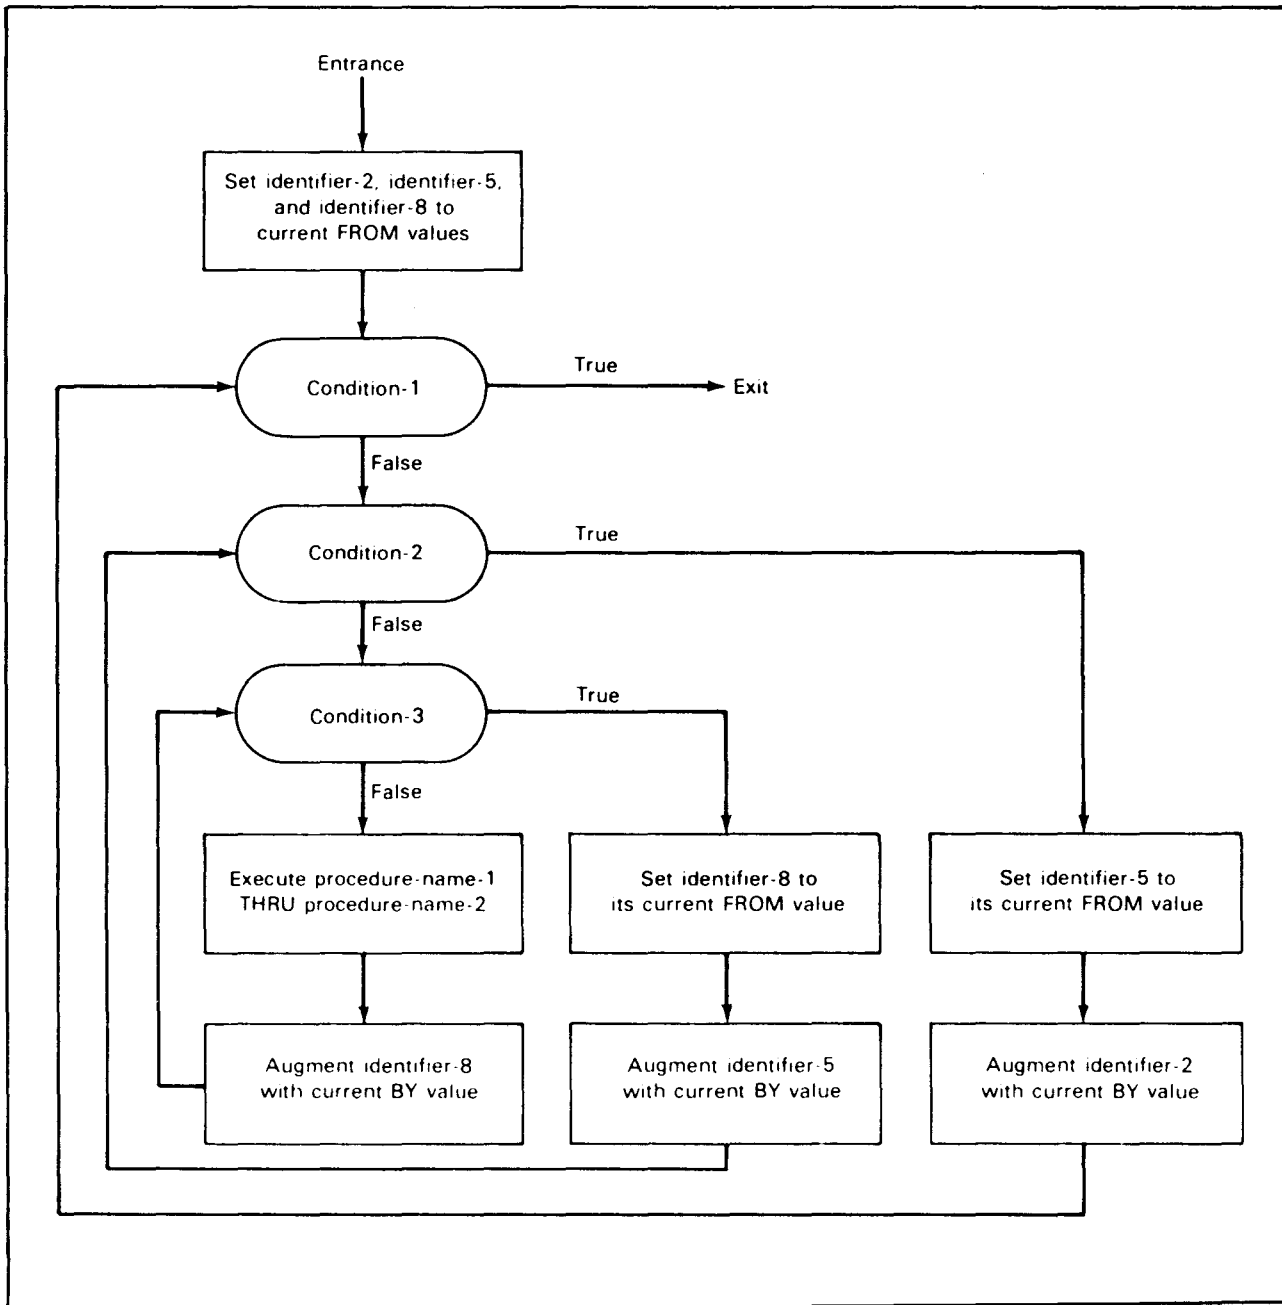 Entrance
Set identifier-2, identifier-5,
and identifier-8 to
current FROM values
True
Condition-1
Exit
False
True
Condition-2
False
True
Condition-3
False
Execute procedure-name-1
THRU procedure-name-2
Set identifier-8 to
its current FROM value
Set identifier-5 to
its current FROM value
Augment identifier-8
with current BY value
Augment identifier-5
with current BY value
Augment identifier-2
with current BY value